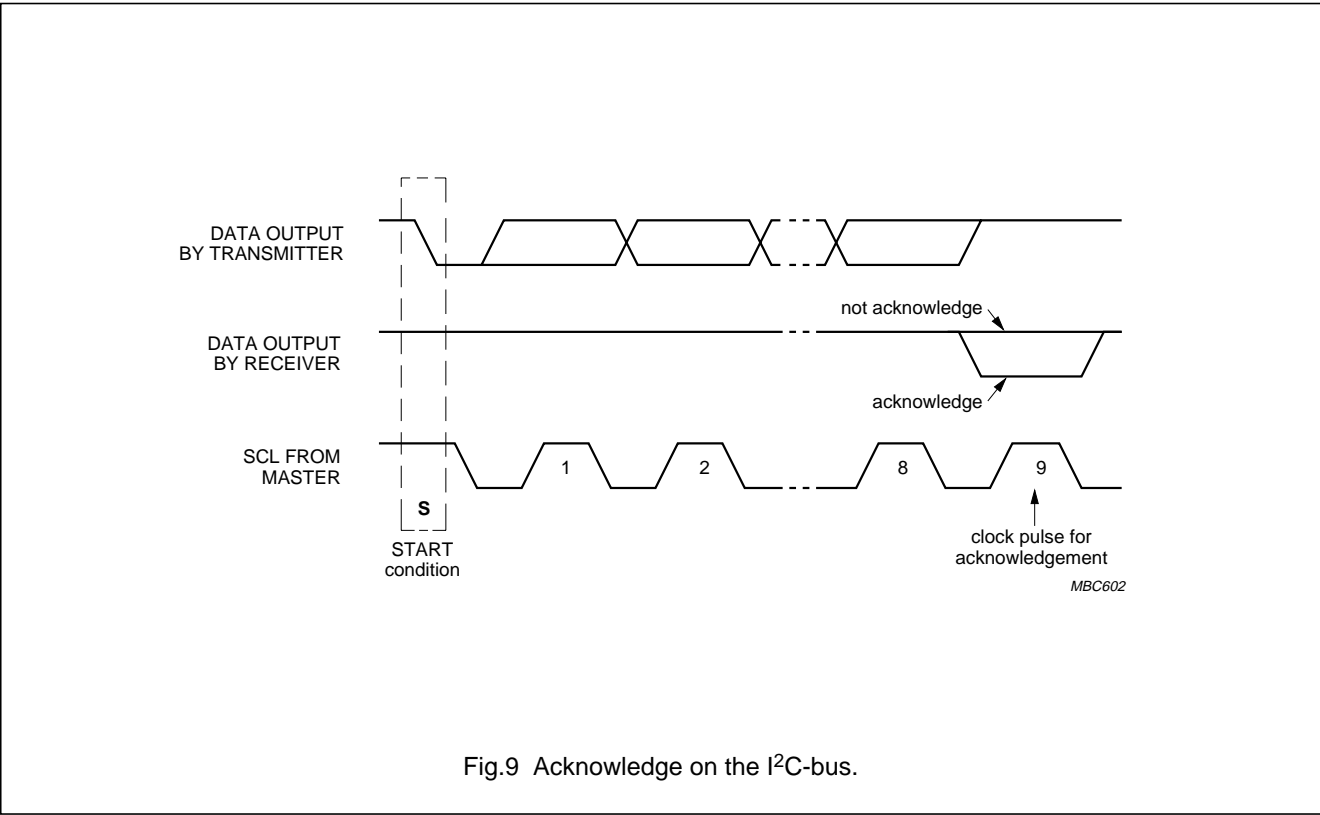 DATA OUTPUT
BY TRANSMITTER
not acknowledge
DATA OUTPUT
BY RECEIVER
acknowledge
SCL FROM
MASTER
1
2
8
9
S
START
condition
clock pulse for
acknowledgement
MBC602
Fig.9 Acknowledge on the I²C-bus.